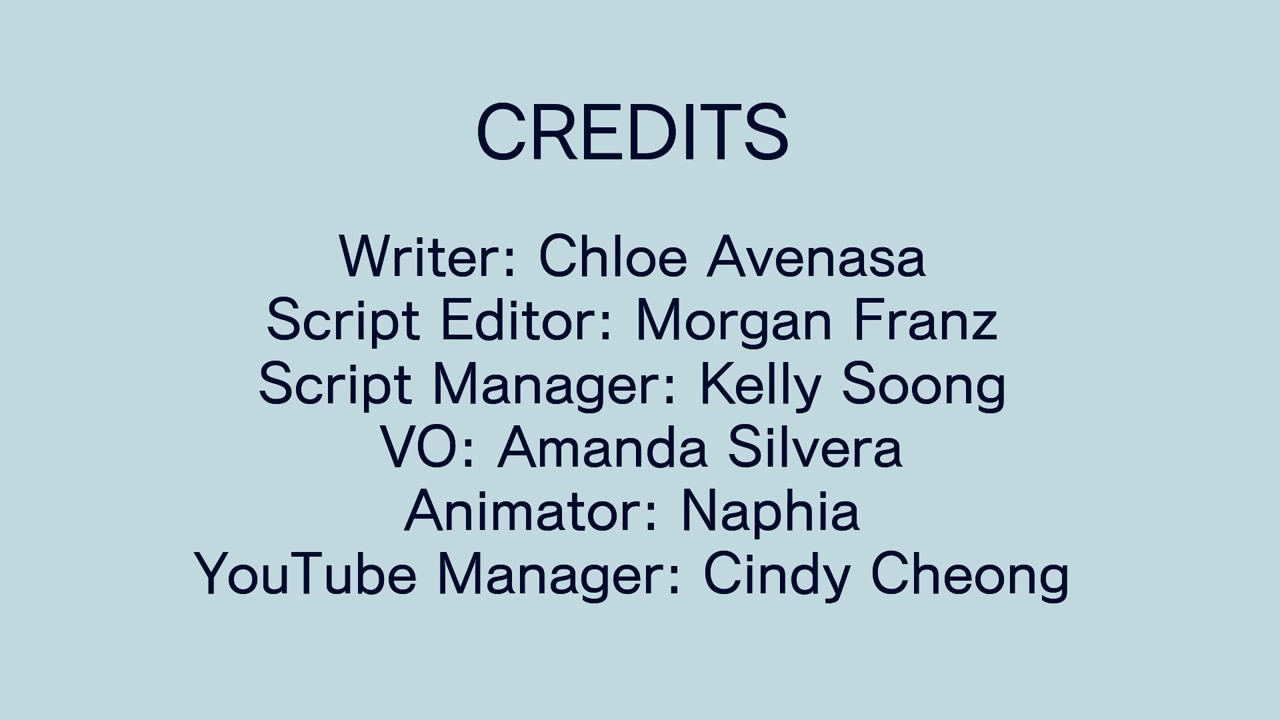 CREDITS
Writer: Chloe Avenasa
Script Editor: Morgan Franz
Script Manager: Kelly Soong
VO: Amanda Silvera
Animator: Naphia
YouTube Manager: Cindy Cheong